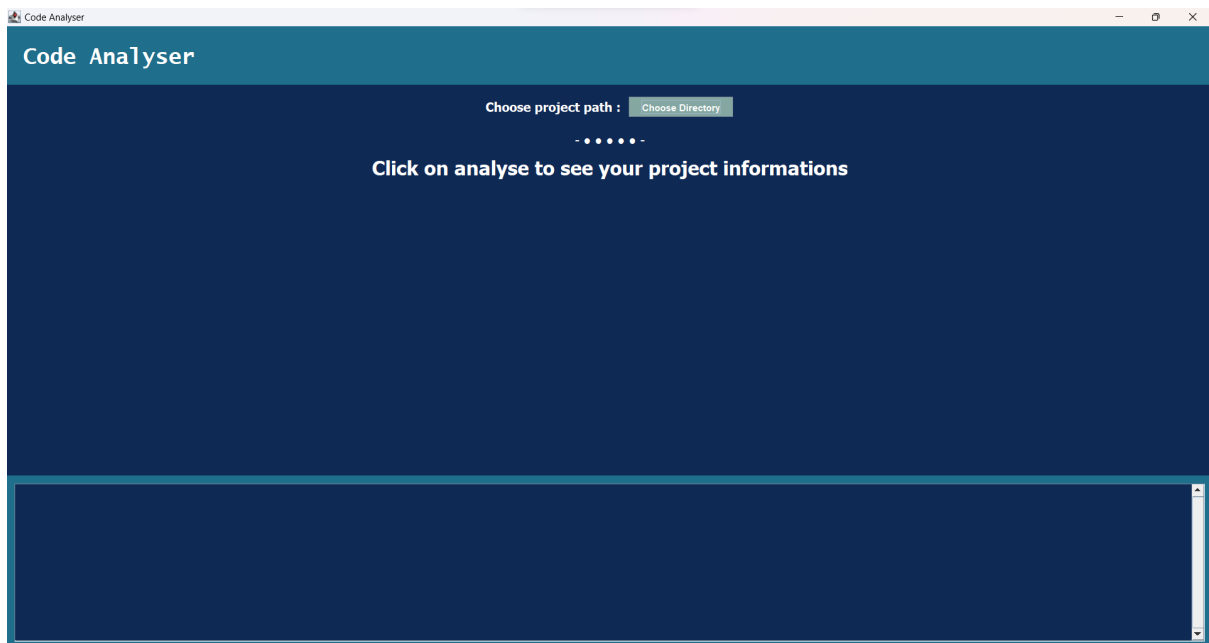 Code Analyser
Code Analyser
Choose project path : Choose Directory
- ● ● ● ● ● -
Click on analyse to see your project informations